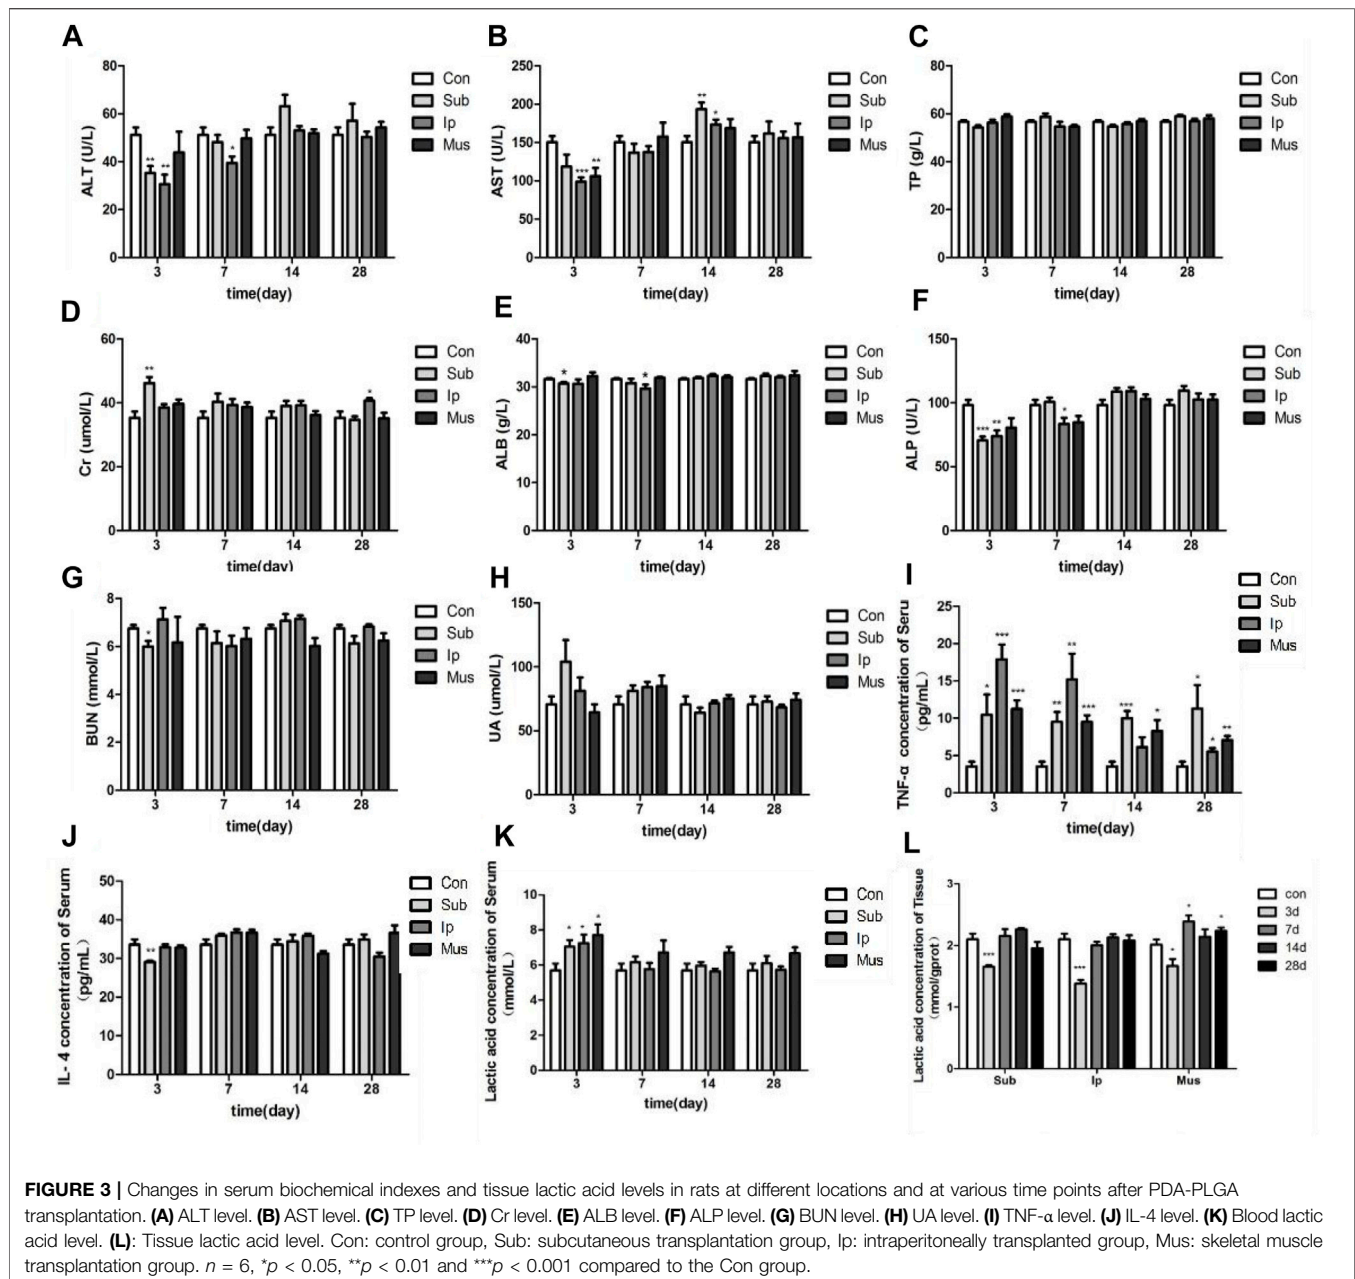 A
ALT (U/L)
80
60
40
20
0
** ** *
3 7 14 28
time(day)
Con
Sub
Ip
Mus
B
AST (U/L)
250
200
150
100
50
0
*** ** ** *
3 7 14 28
time(day)
Con
Sub
Ip
Mus
C
TP (g/L)
80
60
40
20
0
3 7 14 28
time(day)
Con
Sub
Ip
Mus
D
Cr (umol/L)
60
40
20
0
** *
3 7 14 28
time(day)
Con
Sub
Ip
Mus
E
ALB (g/L)
40
30
20
10
0
* *
3 7 14 28
time(day)
Con
Sub
Ip
Mus
F
ALP (U/L)
150
100
50
0
*** ** *
3 7 14 28
time(day)
Con
Sub
Ip
Mus
G
BUN (mmol/L)
8
6
4
2
0
*
3 7 14 28
time(day)
Con
Sub
Ip
Mus
H
UA (umol/L)
150
100
50
0
3 7 14 28
time(day)
Con
Sub
Ip
Mus
I
TNF-α concentration of Seru
(pg/mL)
25
20
15
10
5
0
* *** *** ** ** *** *** * * * **
3 7 14 28
time(day)
Con
Sub
Ip
Mus
J
IL- 4 concentration of Serum
(pg/mL)
50
40
30
20
10
0
**
3 7 14 28
time(day)
Con
Sub
Ip
Mus
K
Lactic acid concentration of Serum
(mmol/L)
10
8
6
4
2
0
* * *
3 7 14 28
time(day)
Con
Sub
Ip
Mus
L
Lactic acid concentration of Tissue
(mmol/gprot)
3
2
1
0
*** *** * * *
Sub Ip Mus
con
3d
7d
14d
28d
FIGURE 3 | Changes in serum biochemical indexes and tissue lactic acid levels in rats at different locations and at various time points after PDA-PLGA
transplantation. (A) ALT level. (B) AST level. (C) TP level. (D) Cr level. (E) ALB level. (F) ALP level. (G) BUN level. (H) UA level. (I) TNF-α level. (J) IL-4 level. (K) Blood lactic
acid level. (L): Tissue lactic acid level. Con: control group, Sub: subcutaneous transplantation group, Ip: intraperitoneally transplanted group, Mus: skeletal muscle
transplantation group. n = 6, *p < 0.05, **p < 0.01 and ***p < 0.001 compared to the Con group.